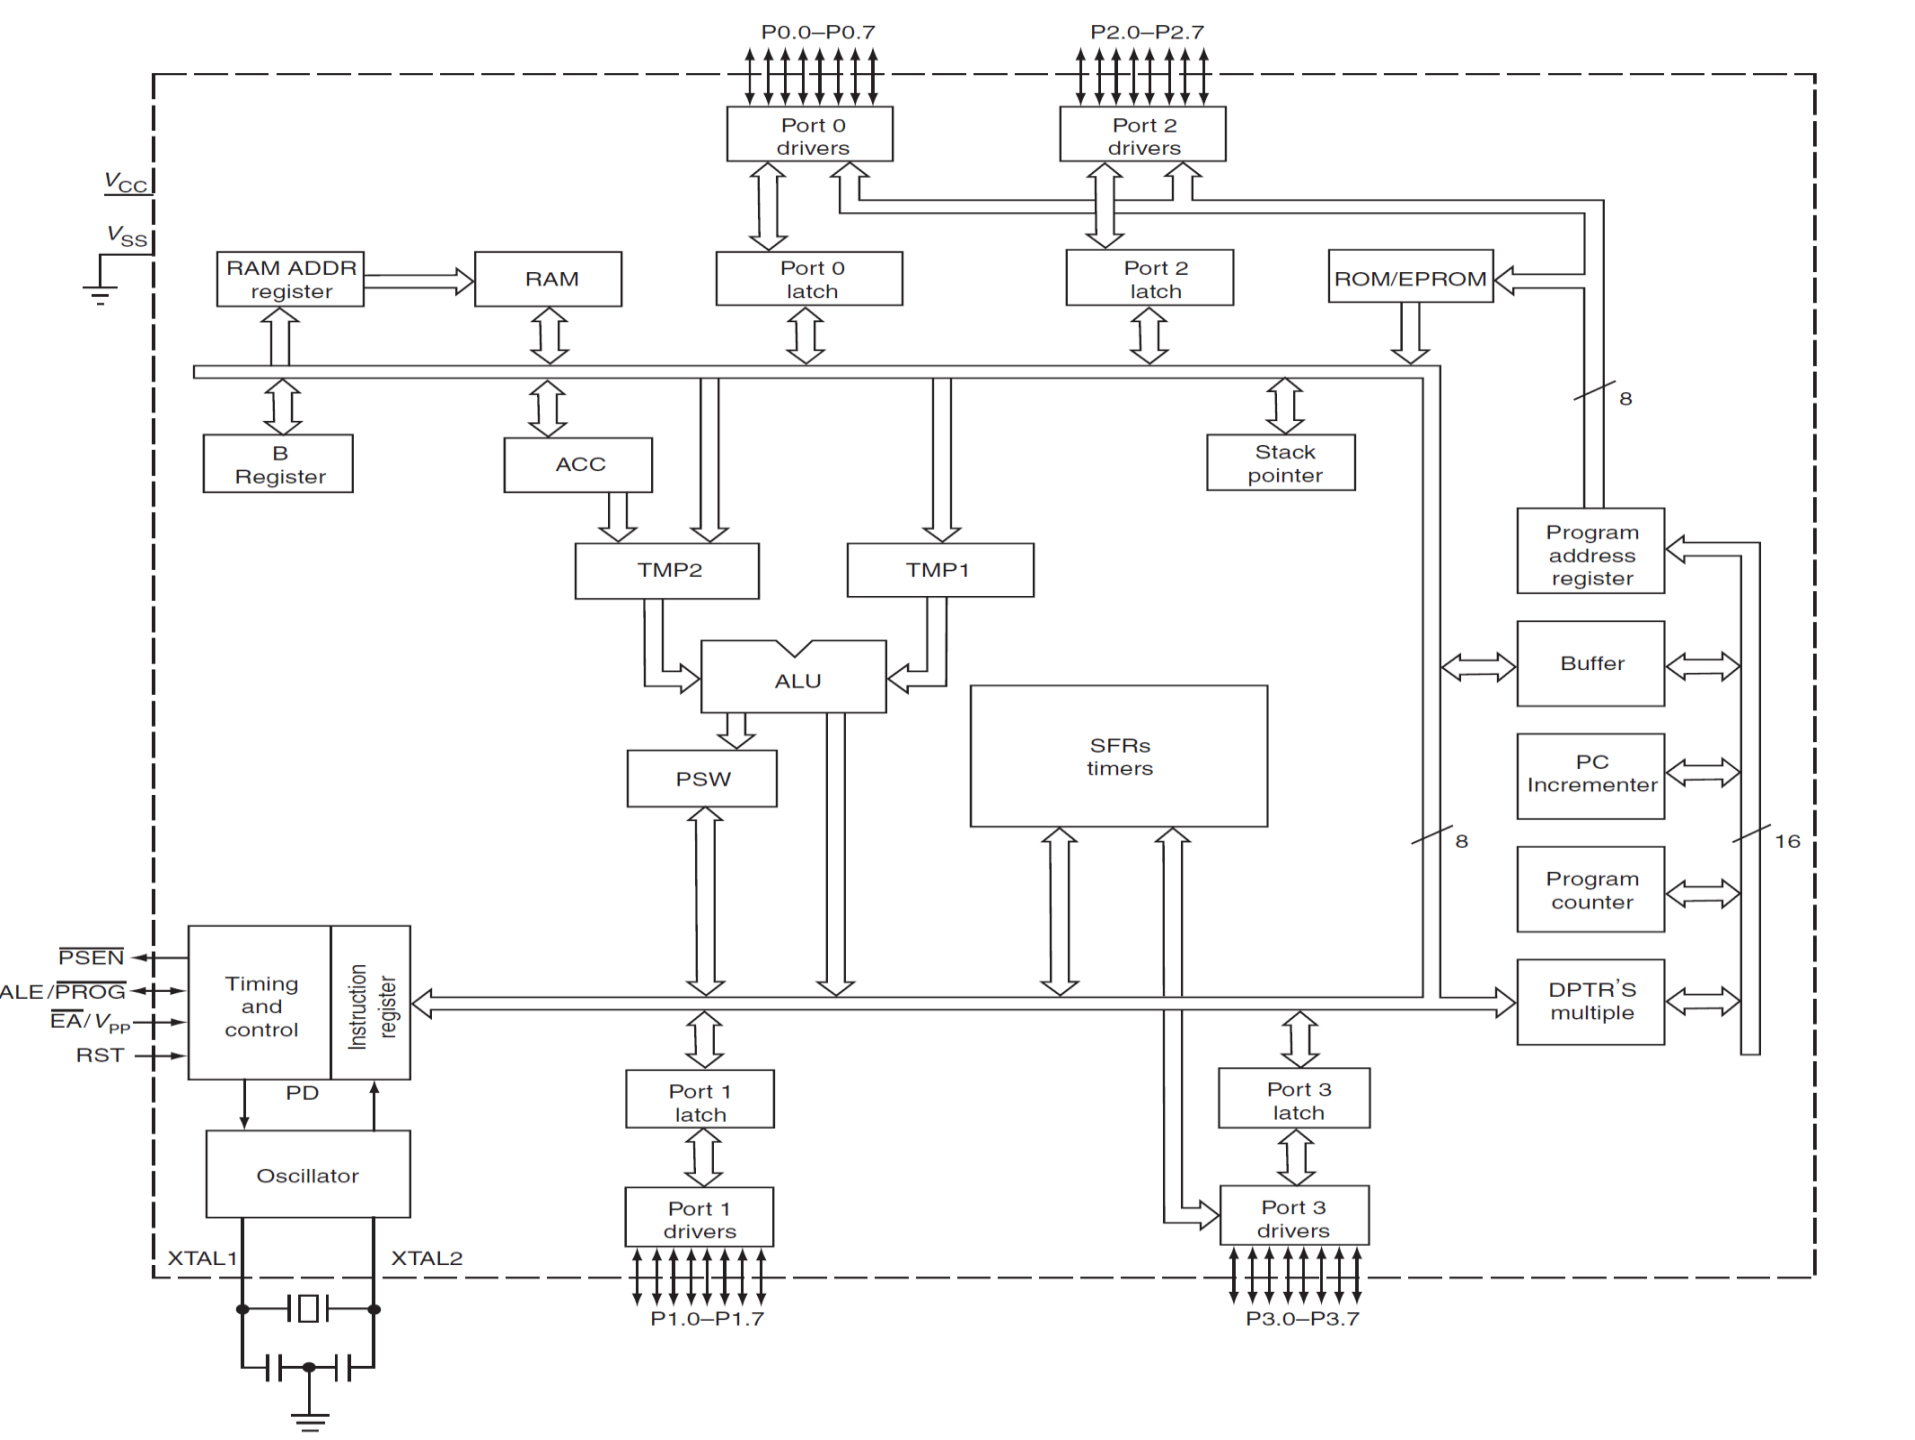 P0.0–P0.7
P2.0–P2.7
Port 0
drivers
Port 2
drivers
VCC
VSS
RAM ADDR
register
RAM
Port 0
latch
Port 2
latch
ROM/EPROM
8
B
Register
ACC
Stack
pointer
Program
address
register
TMP2
TMP1
Buffer
ALU
SFRs
timers
PSW
PC
Incrementer
8
16
Program
counter
PSEN
ALE/PROG
EA/VPP
RST
Timing
and
control
Instruction
register
DPTR'S
multiple
PD
Port 1
latch
Port 3
latch
Oscillator
Port 1
drivers
Port 3
drivers
XTAL1
XTAL2
P1.0–P1.7
P3.0–P3.7